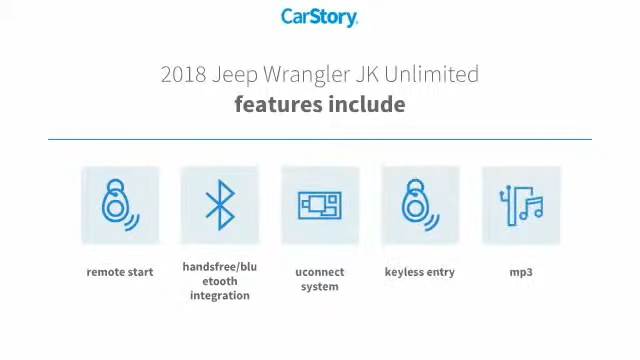 CarStory.
2018 Jeep Wrangler JK Unlimited
features include
remote start
handsfree/blu
etooth
integration
uconnect
system
keyless entry
mp3